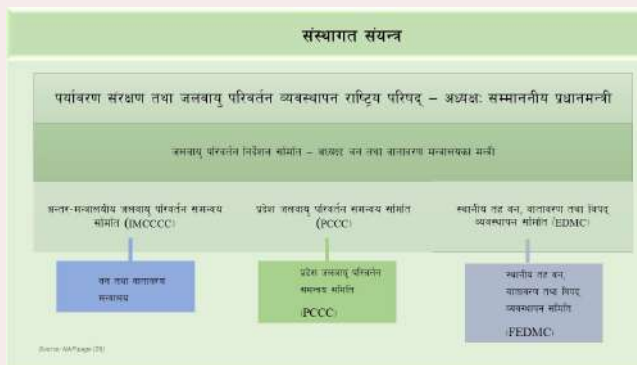 संस्थागत संयन्त्र
पर्यावरण संरक्षण तथा जलवायु परिवर्तन व्यवस्थापन राष्ट्रिय परिषद् – अध्यक्षः सम्माननीय प्रधानमन्त्री
जलवायु परिवर्तन निर्देशन समिति – अध्यक्षः वन तथा वातावरण मन्त्रालयका मन्त्री
अन्तर-मन्त्रालयीय जलवायु परिवर्तन समन्वय
समिति (IMCCCC)
प्रदेश जलवायु परिवर्तन समन्वय समिति
(PCCC)
स्थानीय तह वन, वातावरण तथा विपद्
व्यवस्थापन समिति (EDMC)
वन तथा वातावरण
मन्त्रालय
प्रदेश जलवायु परिवर्तन
समन्वय समिति
(PCCC)
स्थानीय तह वन,
वातावरण तथा विपद्
व्यवस्थापन समिति
(FEDMC)